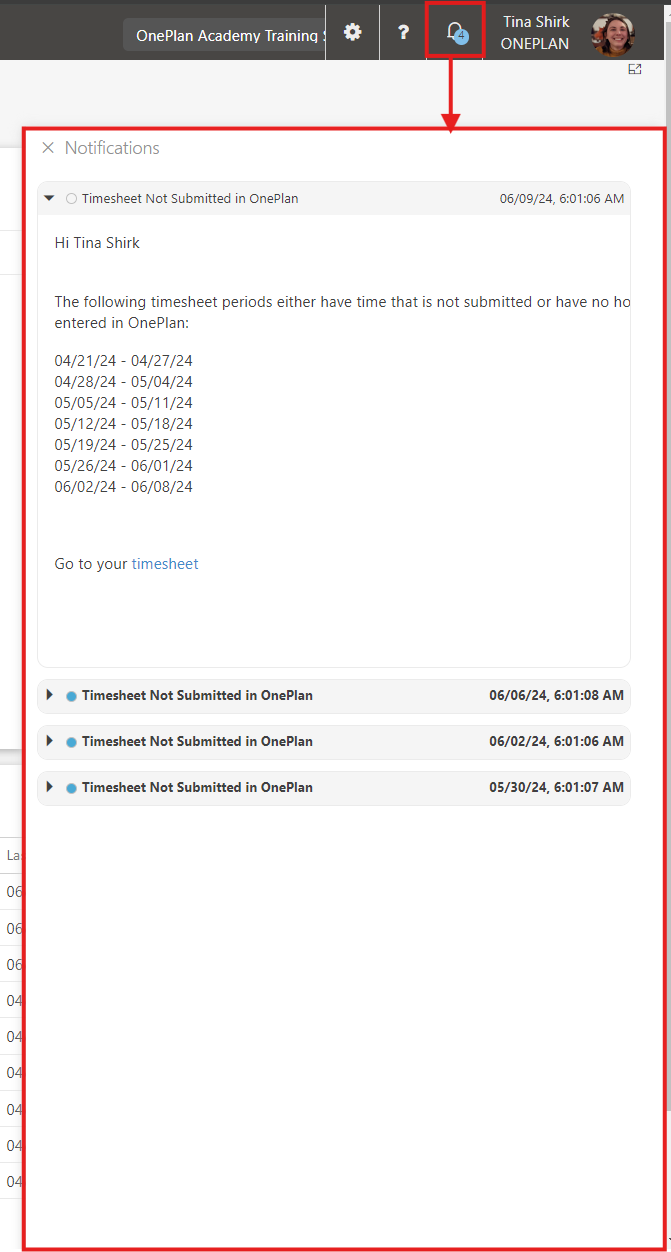 OnePlan Academy Training
?
4
Tina Shirk
ONEPLAN
Notifications
Timesheet Not Submitted in OnePlan 06/09/24, 6:01:06 AM
Hi Tina Shirk
The following timesheet periods either have time that is not submitted or have no ho
entered in OnePlan:
04/21/24 - 04/27/24
04/28/24 - 05/04/24
05/05/24 - 05/11/24
05/12/24 - 05/18/24
05/19/24 - 05/25/24
05/26/24 - 06/01/24
06/02/24 - 06/08/24
Go to your timesheet
Timesheet Not Submitted in OnePlan 06/06/24, 6:01:08 AM
Timesheet Not Submitted in OnePlan 06/02/24, 6:01:06 AM
Timesheet Not Submitted in OnePlan 05/30/24, 6:01:07 AM
La
06
06
06
04
04
04
04
04
04